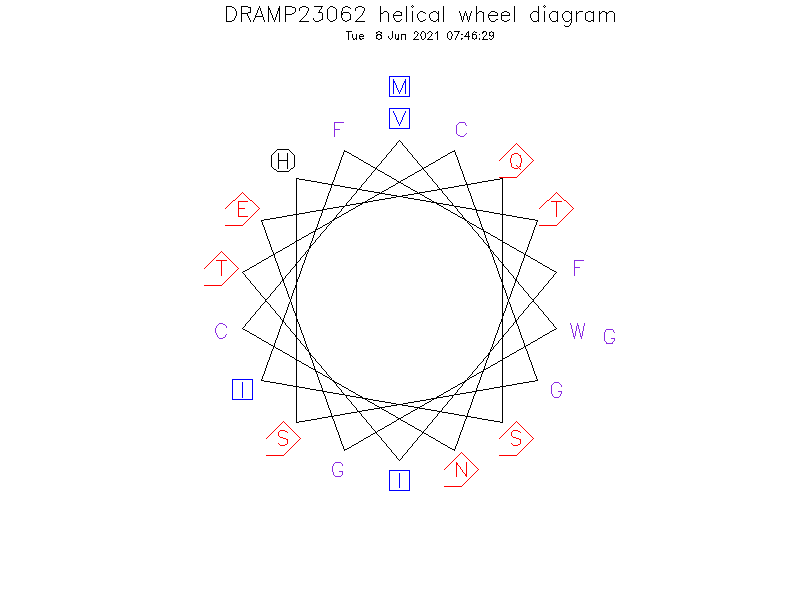 DRAMP23062 helical wheel diagram
Tue 8 Jun 2021 07:46:29
M
V
F C
H Q
E T
T F
C W G
I G
S S
G N
I